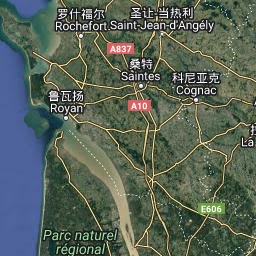 罗什福尔
Rochefort
圣让-当热利
Saint-Jean-d'Angély
A837
桑特
Saintes
科尼亚克
Cognac
A10
鲁瓦扬
Royan
La
E606
Parc naturel
régional